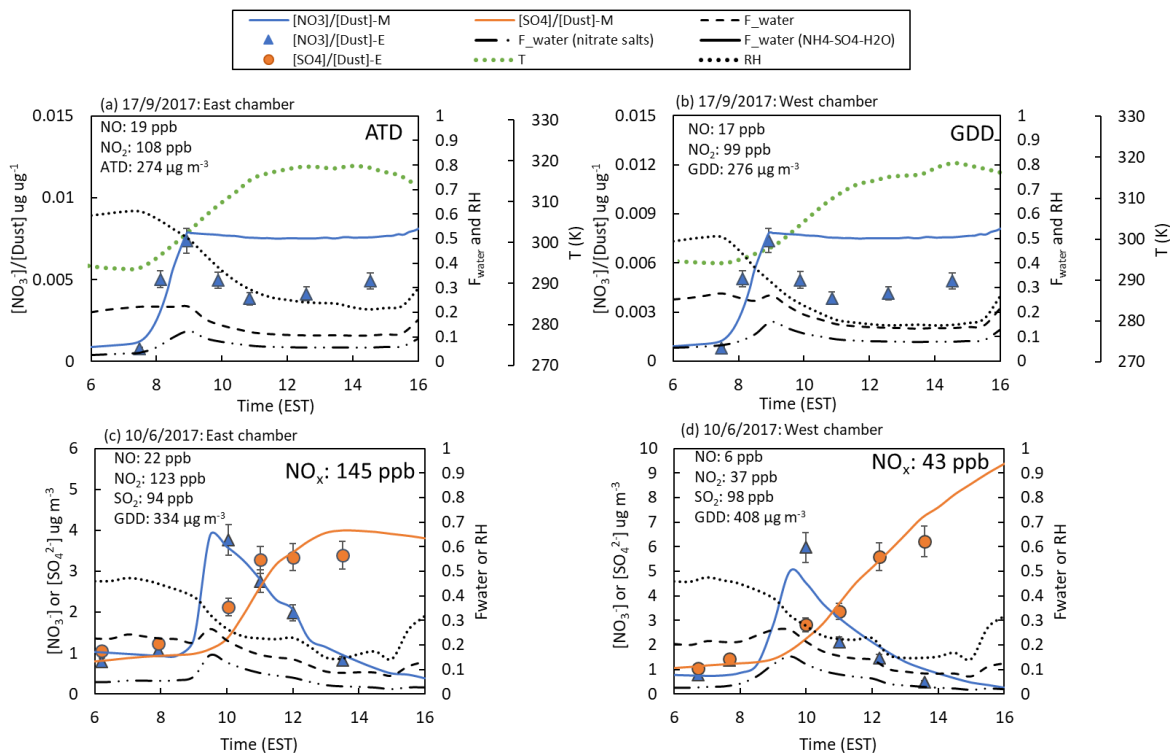 [NO3]/[Dust]-M [SO4]/[Dust]-M F_water
[NO3]/[Dust]-E F_water (nitrate salts) F_water (NH4-SO4-H2O)
[SO4]/[Dust]-E T RH
(a) 17/9/2017: East chamber
ATD
NO: 19 ppb
NO₂: 108 ppb
ATD: 274 µg m⁻³
[NO₃⁻]/[Dust] ug ug⁻¹
0.015
0.01
0.005
0
6 8 10 12 14 16
Time (EST)
1
0.9
0.8
0.7
0.6
0.5
0.4
0.3
0.2
0.1
0
F_water and RH
330
320
310
300
290
280
270
T (K)
(b) 17/9/2017: West chamber
GDD
NO: 17 ppb
NO₂: 99 ppb
GDD: 276 µg m⁻³
[NO₃⁻]/[Dust] ug ug⁻¹
0.015
0.012
0.009
0.006
0.003
0
6 8 10 12 14 16
Time (EST)
1
0.9
0.8
0.7
0.6
0.5
0.4
0.3
0.2
0.1
0
F_water and RH
330
320
310
300
290
280
270
T (K)
(c) 10/6/2017: East chamber
NOₓ: 145 ppb
NO: 22 ppb
NO₂: 123 ppb
SO₂: 94 ppb
GDD: 334 µg m⁻³
[NO₃⁻] or [SO₄²⁻] ug m⁻³
6
5
4
3
2
1
0
6 8 10 12 14 16
Time (EST)
1
0.9
0.8
0.7
0.6
0.5
0.4
0.3
0.2
0.1
0
Fwater or RH
(d) 10/6/2017: West chamber
NOₓ: 43 ppb
NO: 6 ppb
NO₂: 37 ppb
SO₂: 98 ppb
GDD: 408 µg m⁻³
[NO₃⁻] or [SO₄²⁻] ug m⁻³
10
9
8
7
6
5
4
3
2
1
0
6 8 10 12 14 16
Time (EST)
1
0.9
0.8
0.7
0.6
0.5
0.4
0.3
0.2
0.1
0
Fwater or RH